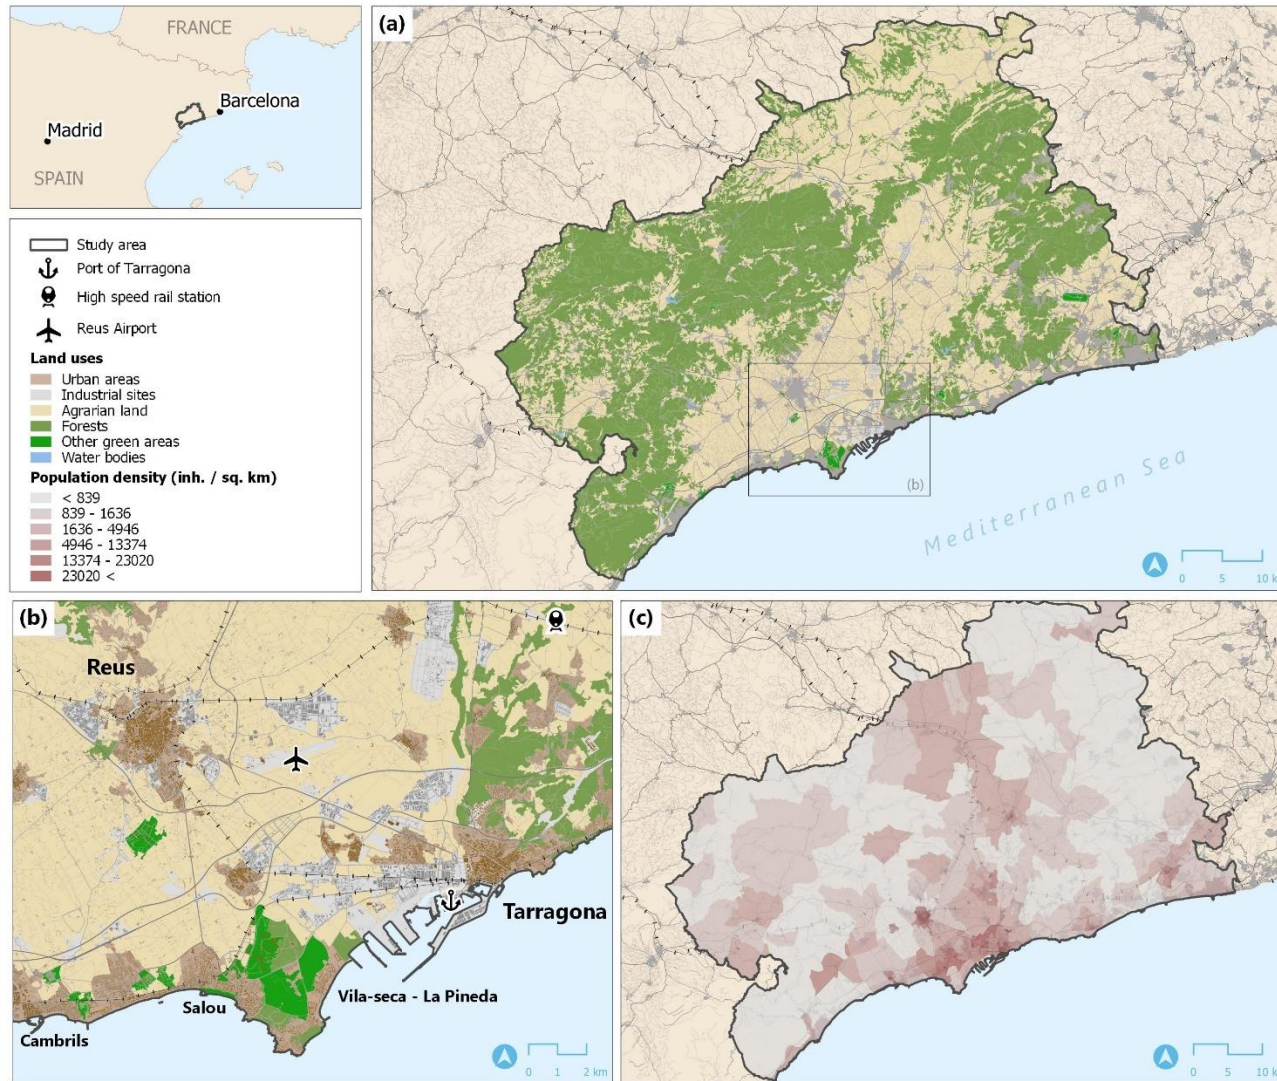 FRANCE
Barcelona
Madrid
SPAIN
Study area
Port of Tarragona
High speed rail station
Reus Airport
Land uses
Urban areas
Industrial sites
Agrarian land
Forests
Other green areas
Water bodies
Population density (inh. / sq. km)
< 839
839 - 1636
1636 - 4946
4946 - 13374
13374 - 23020
23020 <
(a)
(b)
Mediterranean Sea
0 5 10 k
(b)
Reus
Tarragona
Vila-seca - La Pineda
Salou
Cambrils
0 1 2 km
(c)
0 5 10 k